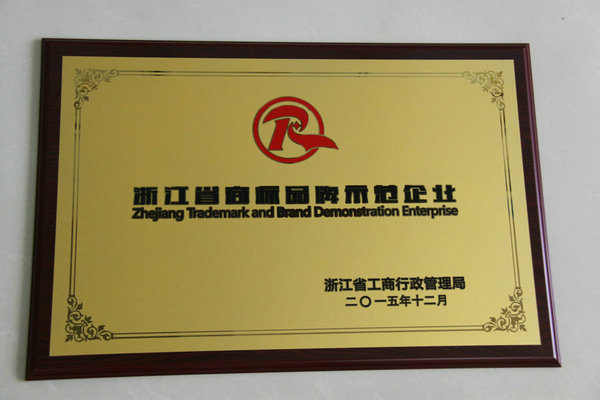 浙江省商标品牌示范企业
Zhejiang Trademark and Brand Demonstration Enterprise
浙江省工商行政管理局
二〇一五年十二月